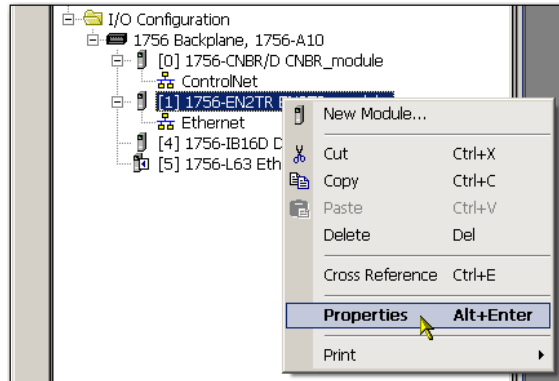 I/O Configuration
1756 Backplane, 1756-A10
[0] 1756-CNBR/D CNBR_module
ControlNet
[1] 1756-EN2TR
Ethernet
[4] 1756-IB16D D
[5] 1756-L63 Eth
New Module...
Cut Ctrl+X
Copy Ctrl+C
Paste Ctrl+V
Delete Del
Cross Reference Ctrl+E
Properties Alt+Enter
Print